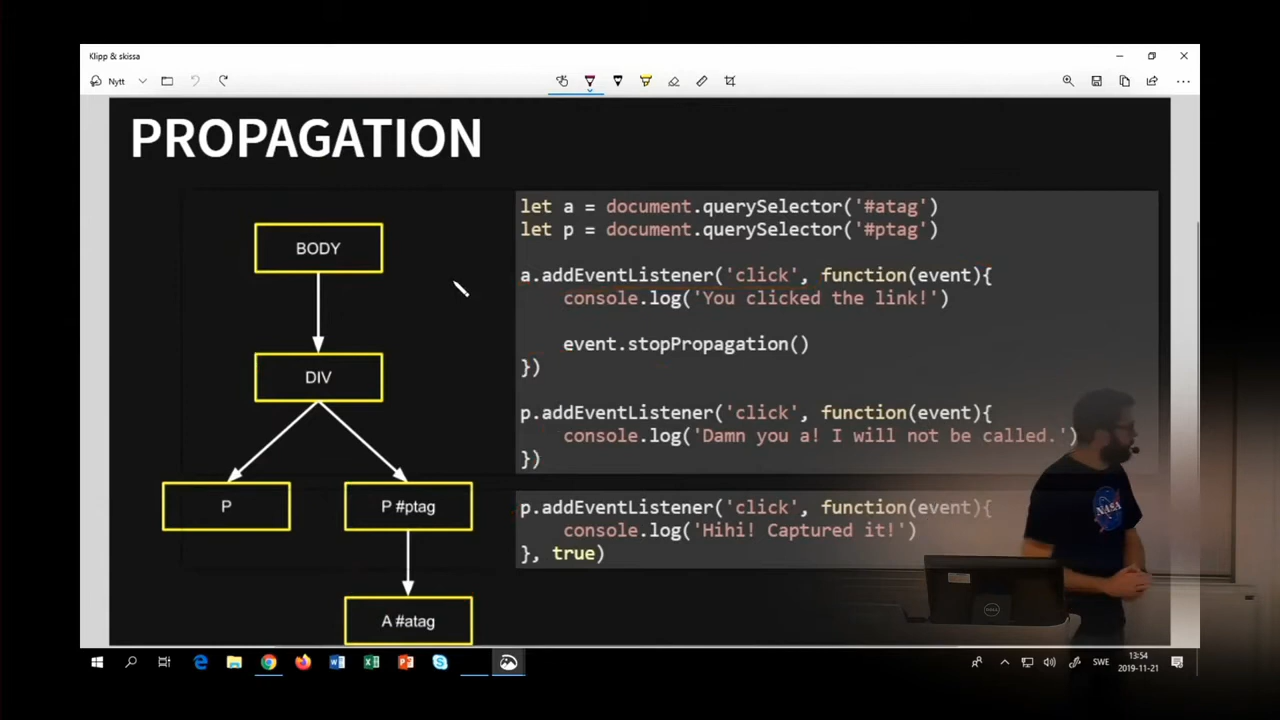 Klipp & skissa
Nytt
PROPAGATION
BODY
DIV
P
P #ptag
A #atag
let a = document.querySelector('#atag')
let p = document.querySelector('#ptag')
a.addEventListener('click', function(event){
console.log('You clicked the link!')
event.stopPropagation()
})
p.addEventListener('click', function(event){
console.log('Damn you a! I will not be called.')
})
p.addEventListener('click', function(event){
console.log('Hihi! Captured it!')
}, true)
NASA
DELL
SWE
13:54
2019-11-21